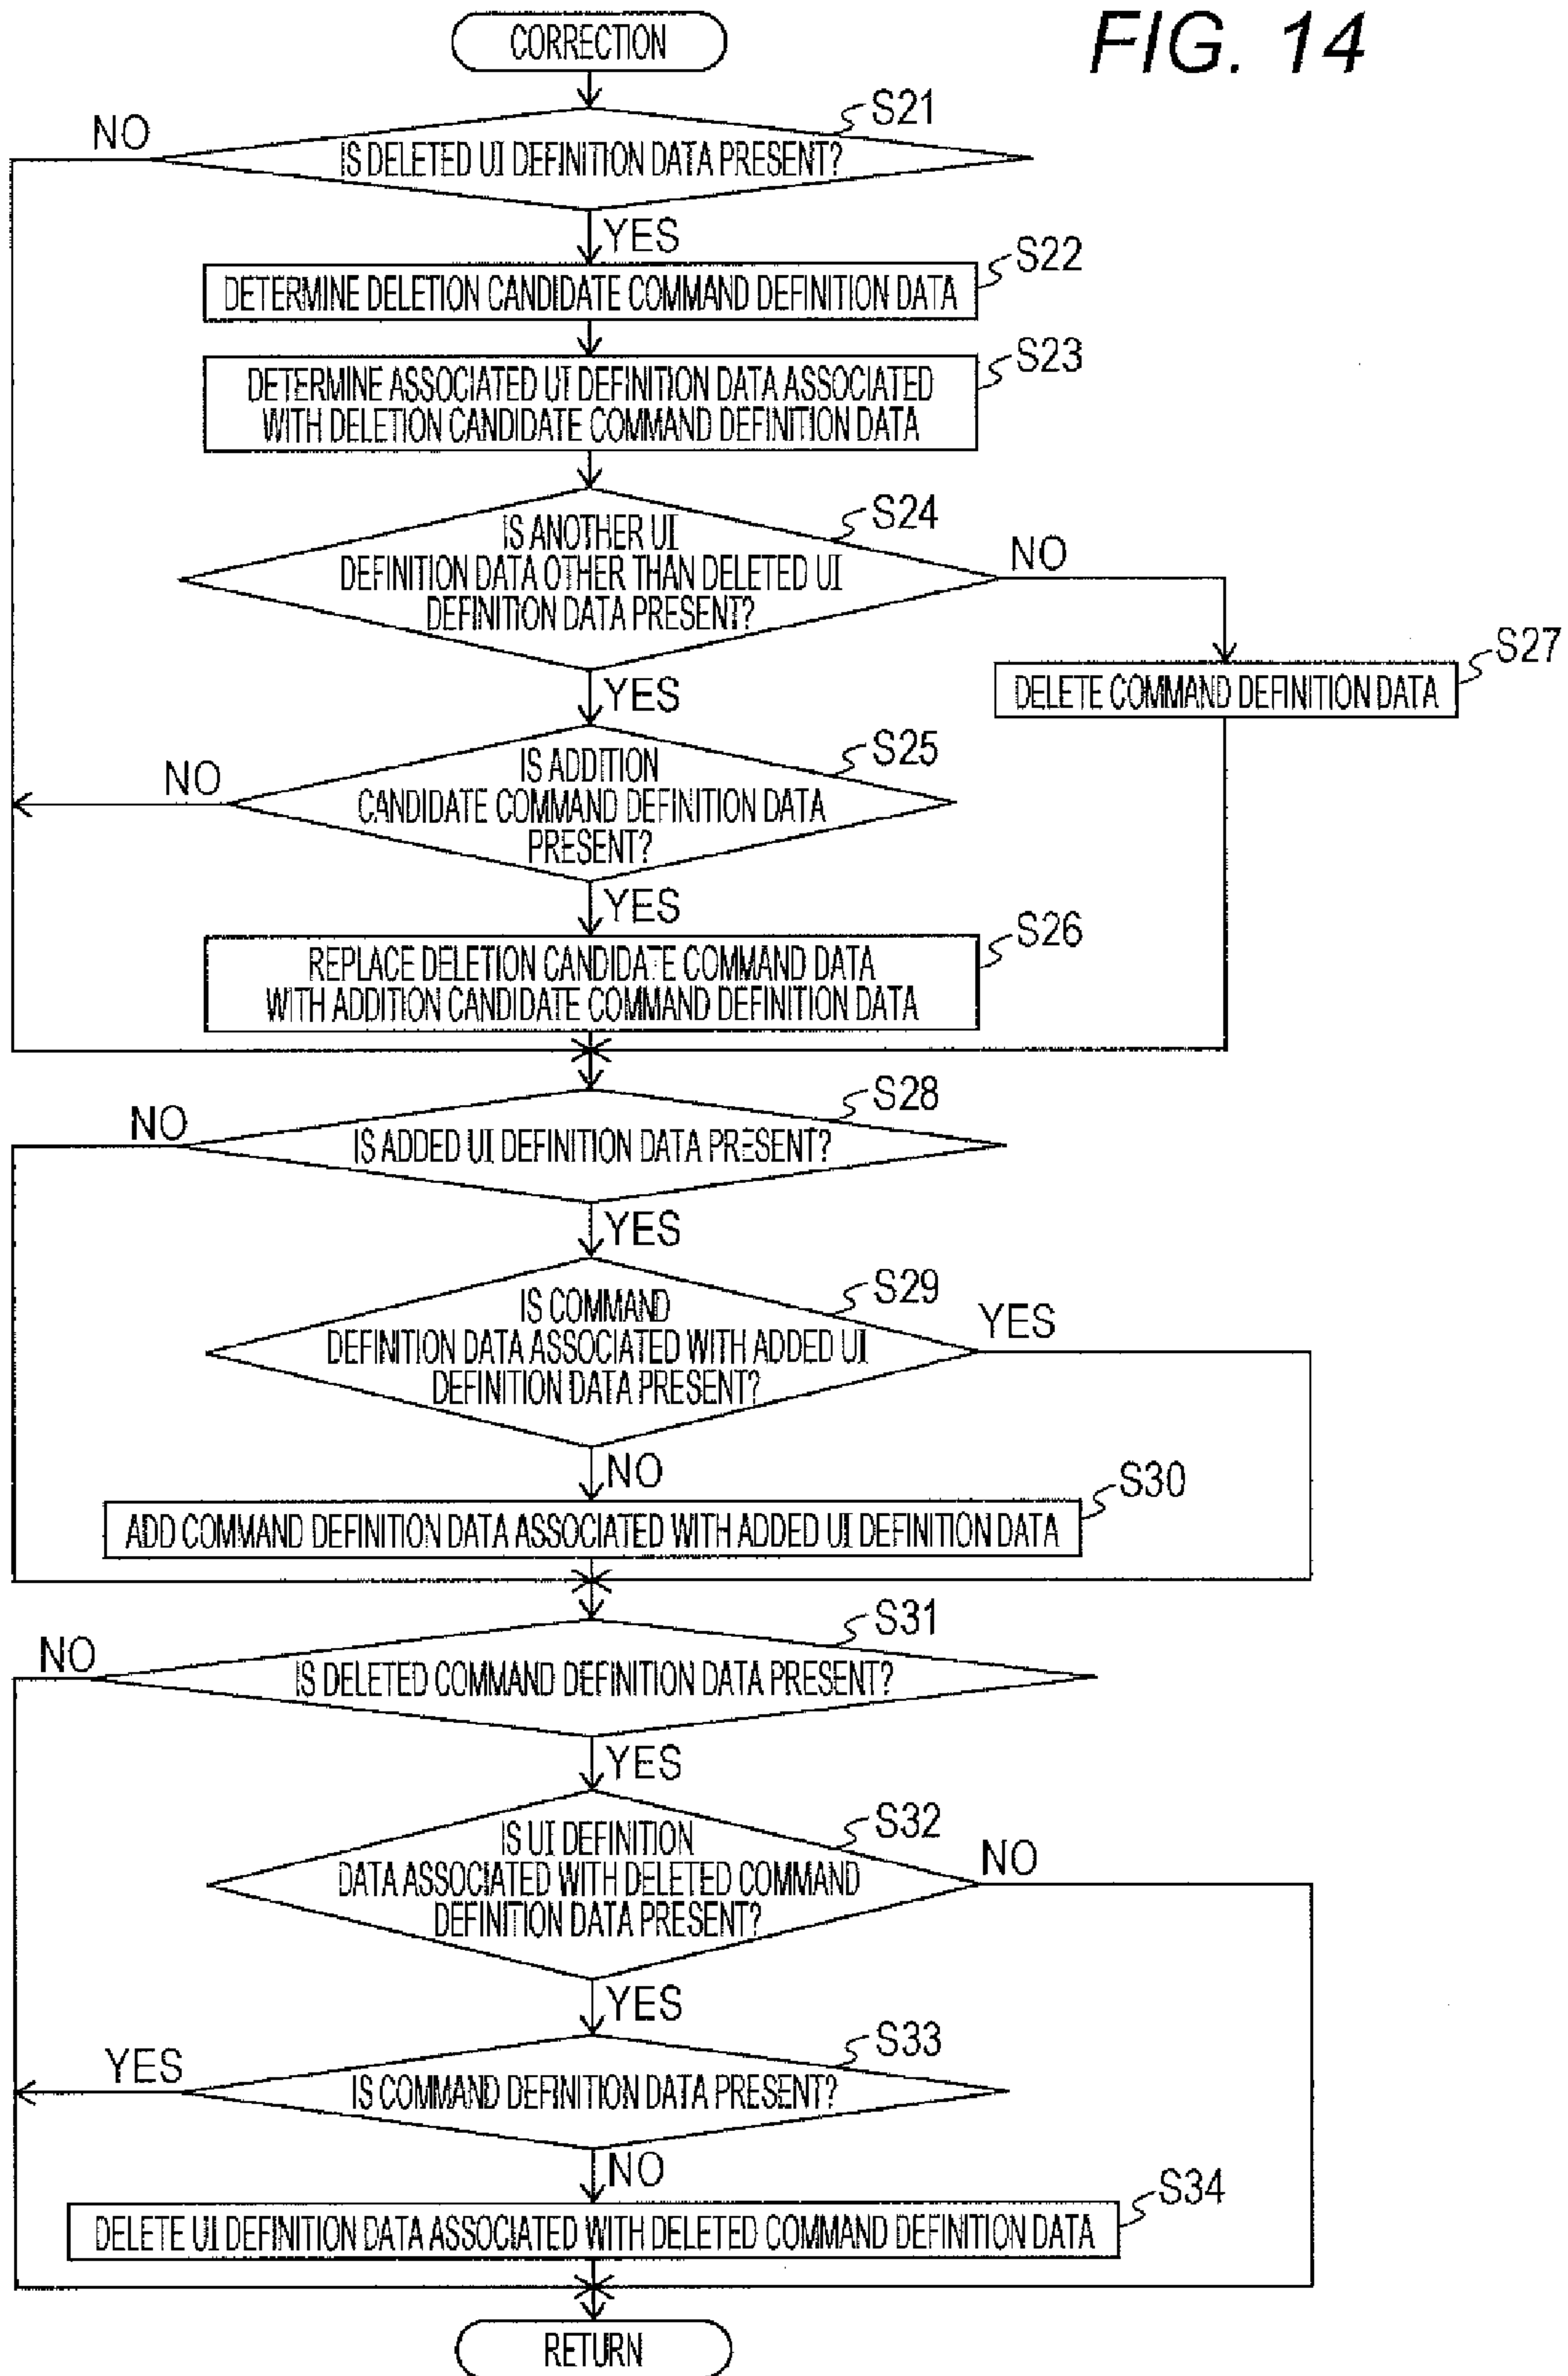 FIG. 14
CORRECTION
S21
NO
IS DELETED UI DEFINITION DATA PRESENT?
YES
S22
DETERMINE DELETION CANDIDATE COMMAND DEFINITION DATA
S23
DETERMINE ASSOCIATED UI DEFINITION DATA ASSOCIATED
WITH DELETION CANDIDATE COMMAND DEFINITION DATA
S24
IS ANOTHER UI
DEFINITION DATA OTHER THAN DELETED UI
DEFINITION DATA PRESENT?
NO
YES
S27
DELETE COMMAND DEFINITION DATA
S25
NO
IS ADDITION
CANDIDATE COMMAND DEFINITION DATA
PRESENT?
YES
S26
REPLACE DELETION CANDIDATE COMMAND DATA
WITH ADDITION CANDIDATE COMMAND DEFINITION DATA
S28
NO
IS ADDED UI DEFINITION DATA PRESENT?
YES
S29
IS COMMAND
DEFINITION DATA ASSOCIATED WITH ADDED UI
DEFINITION DATA PRESENT?
YES
NO
S30
ADD COMMAND DEFINITION DATA ASSOCIATED WITH ADDED UI DEFINITION DATA
S31
NO
IS DELETED COMMAND DEFINITION DATA PRESENT?
YES
S32
IS UI DEFINITION
DATA ASSOCIATED WITH DELETED COMMAND
DEFINITION DATA PRESENT?
NO
YES
S33
YES
IS COMMAND DEFINITION DATA PRESENT?
NO
S34
DELETE UI DEFINITION DATA ASSOCIATED WITH DELETED COMMAND DEFINITION DATA
RETURN